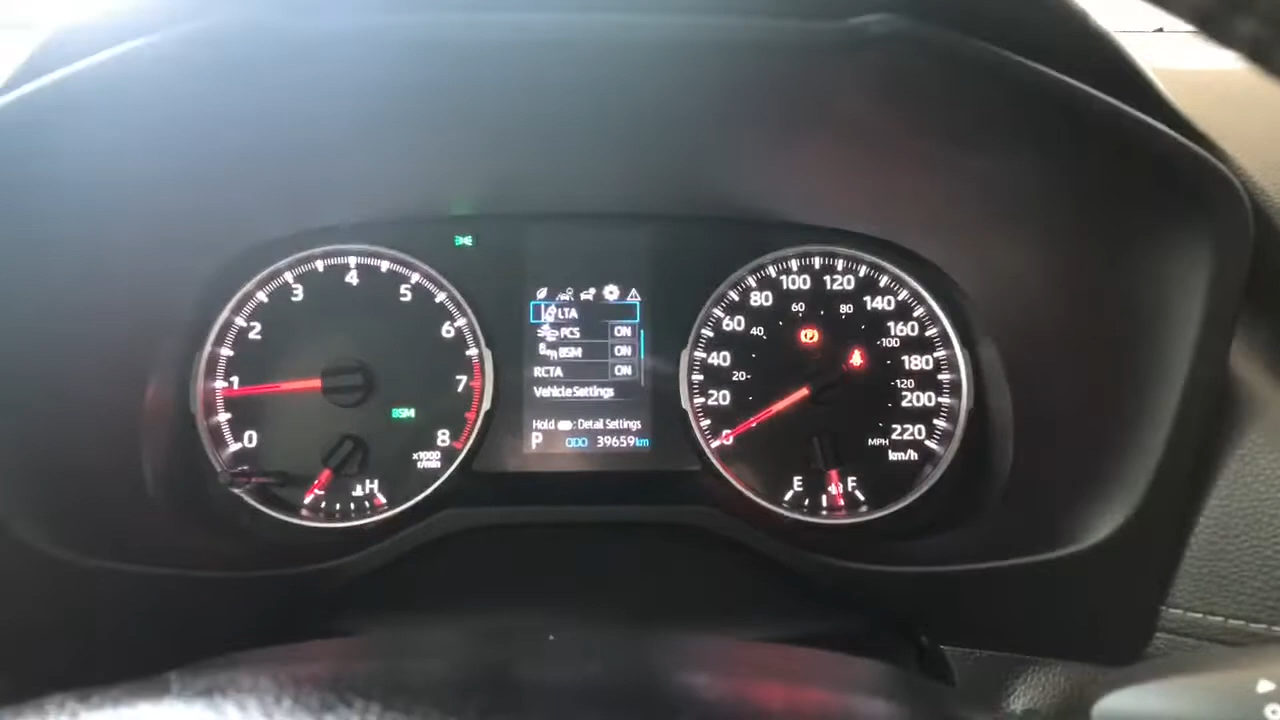 0
1
2
3
4
5
6
7
8
x1000
r/min
BSM
H
LTA
PCS ON
BSM ON
RCTA ON
Vehicle Settings
Hold : Detail Settings
P ODO 39659km
0
20
40
60
80
100
120
140
160
180
200
220
km/h
20
40
60
80
100
120
MPH
(P)
E F